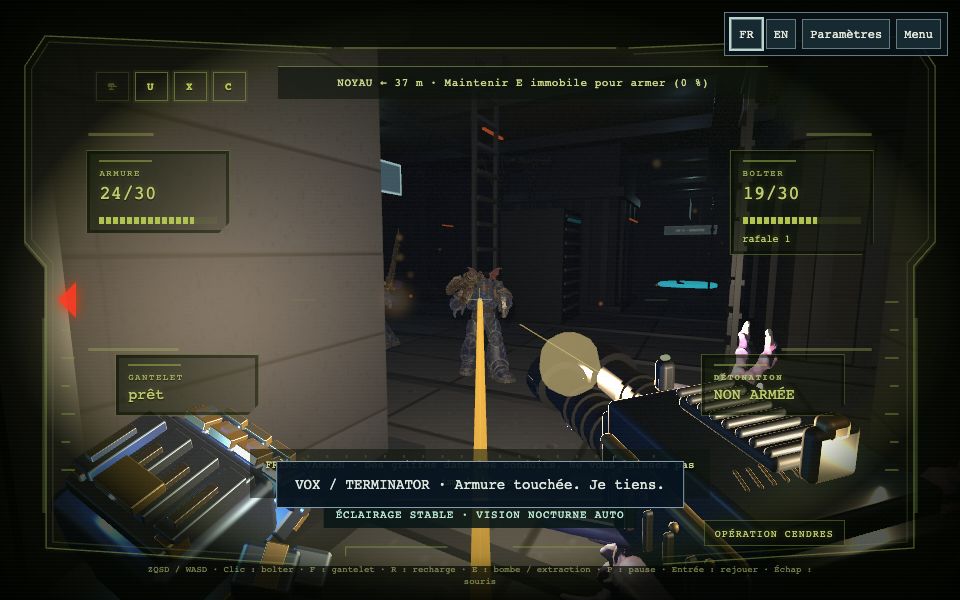 FR EN Paramètres Menu
NOYAU ← 37 m · Maintenir E immobile pour armer (0 %)
T U X C
ARMURE
24/30
BOLTER
19/30
rafale 1
GANTELET
prêt
DÉTONATION
NON ARMÉE
VOX / TERMINATOR · Armure touchée. Je tiens.
ÉCLAIRAGE STABLE · VISION NOCTURNE AUTO
OPÉRATION CENDRES
ZQSD / WASD · Clic : bolter · F : gantelet · R : recharge · E : bombe / extraction · P : pause · Entrée : rejouer · Échap :
souris